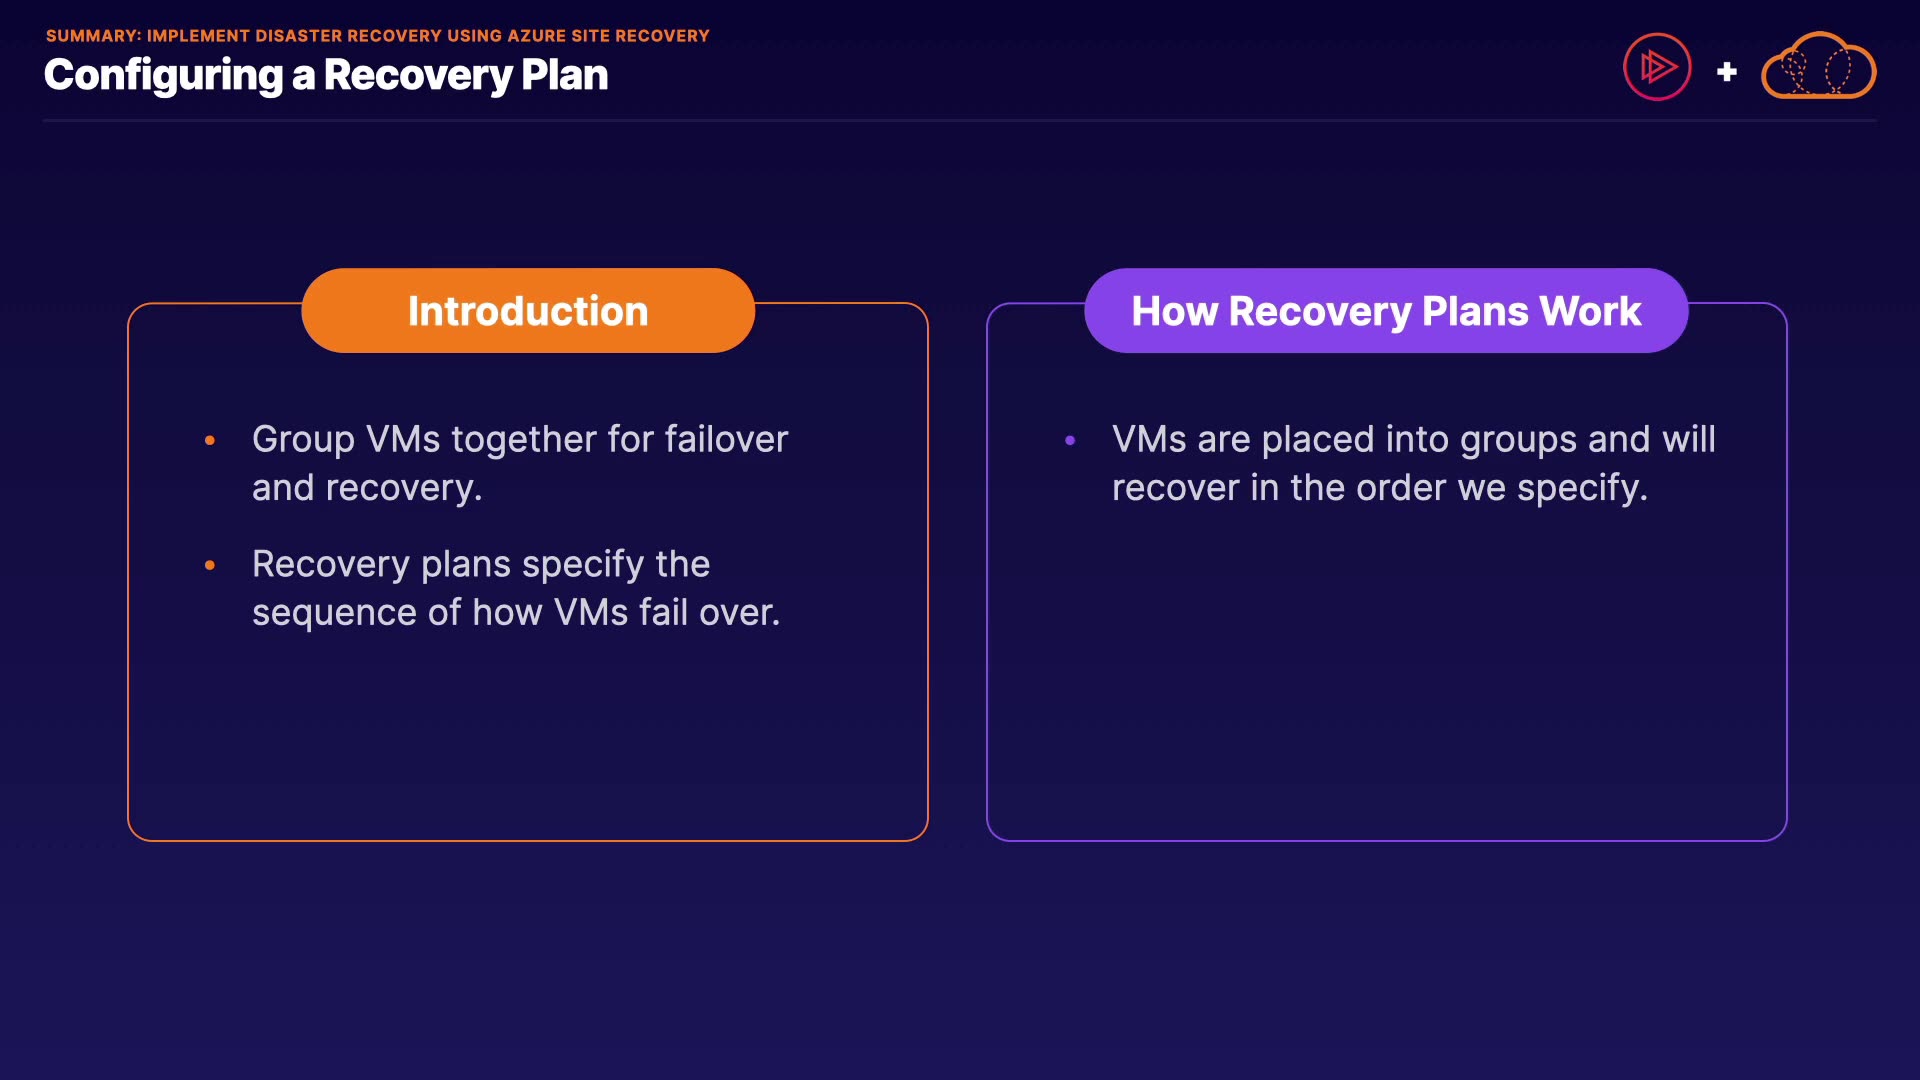 SUMMARY: IMPLEMENT DISASTER RECOVERY USING AZURE SITE RECOVERY
Configuring a Recovery Plan
+
Introduction
• Group VMs together for failover
and recovery.
• Recovery plans specify the
sequence of how VMs fail over.
How Recovery Plans Work
• VMs are placed into groups and will
recover in the order we specify.